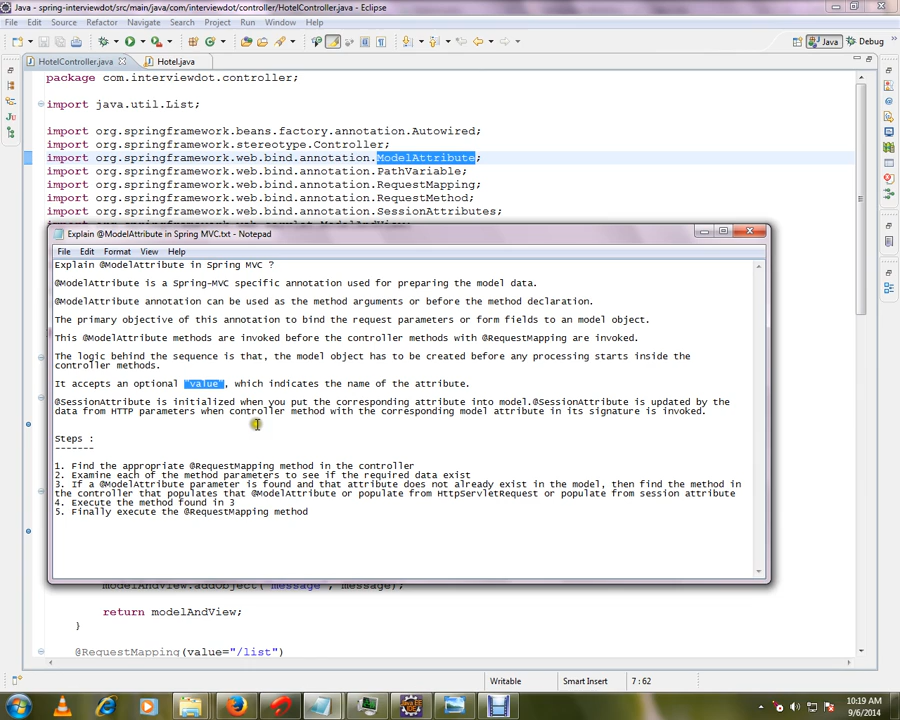 Java - spring-interviewdot/src/main/java/com/interviewdot/controller/HotelController.java - Eclipse
File Edit Source Refactor Navigate Search Project Run Window Help
Java Debug
HotelController.java Hotel.java
package com.interviewdot.controller;
import java.util.List;
import org.springframework.beans.factory.annotation.Autowired;
import org.springframework.stereotype.Controller;
import org.springframework.web.bind.annotation.ModelAttribute;
import org.springframework.web.bind.annotation.PathVariable;
import org.springframework.web.bind.annotation.RequestMapping;
import org.springframework.web.bind.annotation.RequestMethod;
import org.springframework.web.bind.annotation.SessionAttributes;
Explain @ModelAttribute in Spring MVC.txt - Notepad
File Edit Format View Help
Explain @ModelAttribute in Spring MVC ?
@ModelAttribute is a Spring-MVC specific annotation used for preparing the model data.
@ModelAttribute annotation can be used as the method arguments or before the method declaration.
The primary objective of this annotation to bind the request parameters or form fields to an model object.
This @ModelAttribute methods are invoked before the controller methods with @RequestMapping are invoked.
The logic behind the sequence is that, the model object has to be created before any processing starts inside the
controller methods.
It accepts an optional "value", which indicates the name of the attribute.
@SessionAttribute is initialized when you put the corresponding attribute into model.@SessionAttribute is updated by the
data from HTTP parameters when controller method with the corresponding model attribute in its signature is invoked.
Steps :
-------
1. Find the appropriate @RequestMapping method in the controller
2. Examine each of the method parameters to see if the required data exist
3. If a @ModelAttribute parameter is found and that attribute does not already exist in the model, then find the method in
the controller that populates that @ModelAttribute or populate from HttpServletRequest or populate from session attribute
4. Execute the method found in 3
5. Finally execute the @RequestMapping method
modelAndView.addObject("message", message);
return modelAndView;
}
@RequestMapping(value="/list")
Writable Smart Insert 7 : 62
10:19 AM
9/6/2014